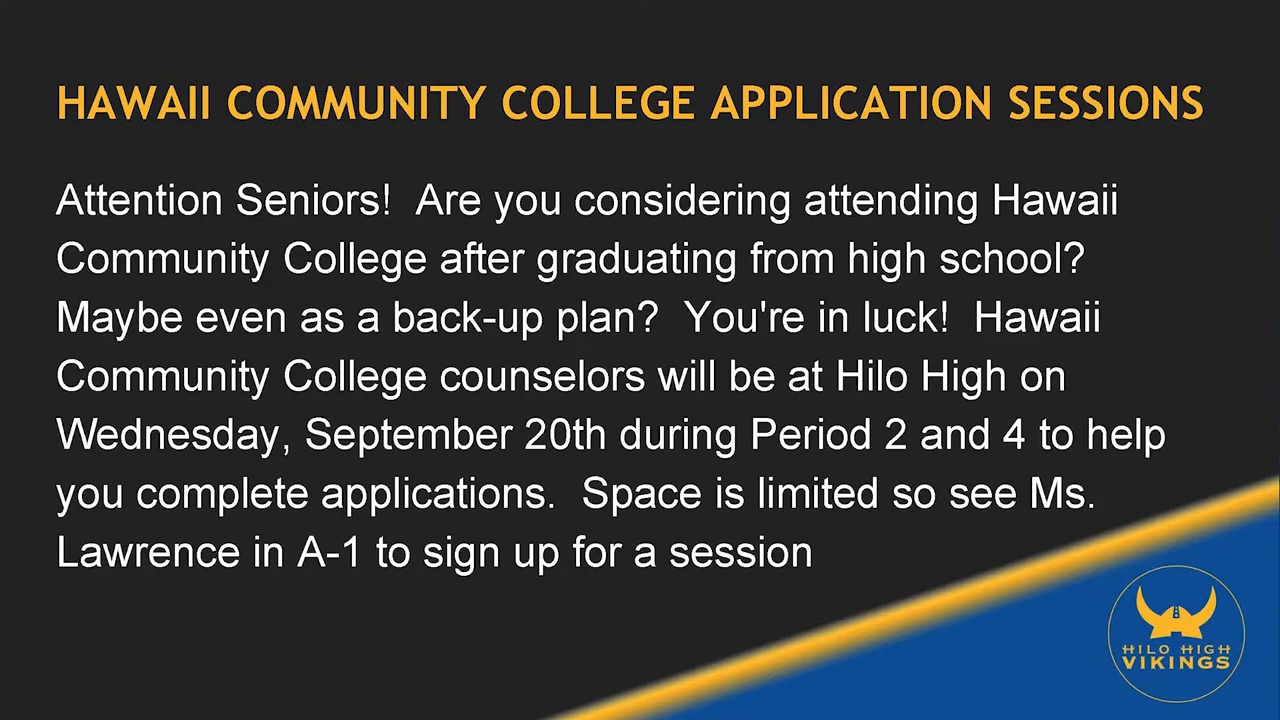 HAWAII COMMUNITY COLLEGE APPLICATION SESSIONS
Attention Seniors!  Are you considering attending Hawaii
Community College after graduating from high school?
Maybe even as a back-up plan?  You're in luck!  Hawaii
Community College counselors will be at Hilo High on
Wednesday, September 20th during Period 2 and 4 to help
you complete applications.  Space is limited so see Ms.
Lawrence in A-1 to sign up for a session
HILO HIGH
VIKINGS